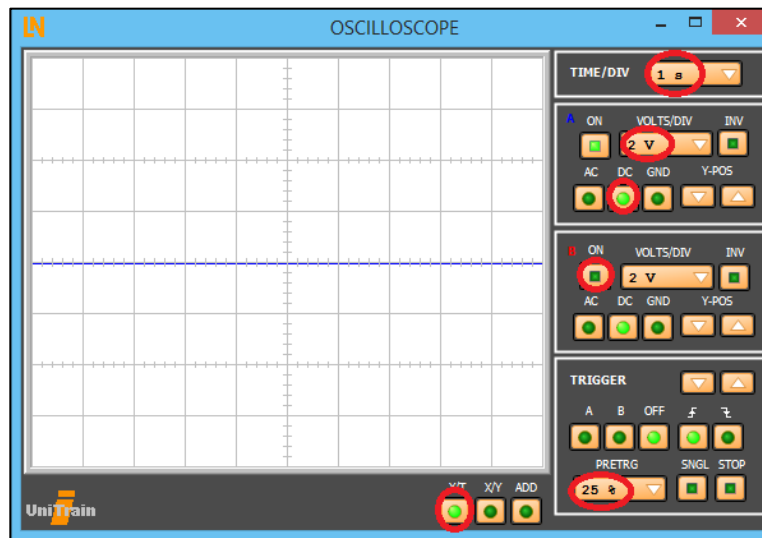 LN
OSCILLOSCOPE
TIME/DIV 1 s
A ON VOLTS/DIV INV
2 V
AC DC GND Y-POS
B ON VOLTS/DIV INV
2 V
AC DC GND Y-POS
TRIGGER
A B OFF
PRETRG SNGL STOP
25 %
Y/T X/Y ADD
UniTrain